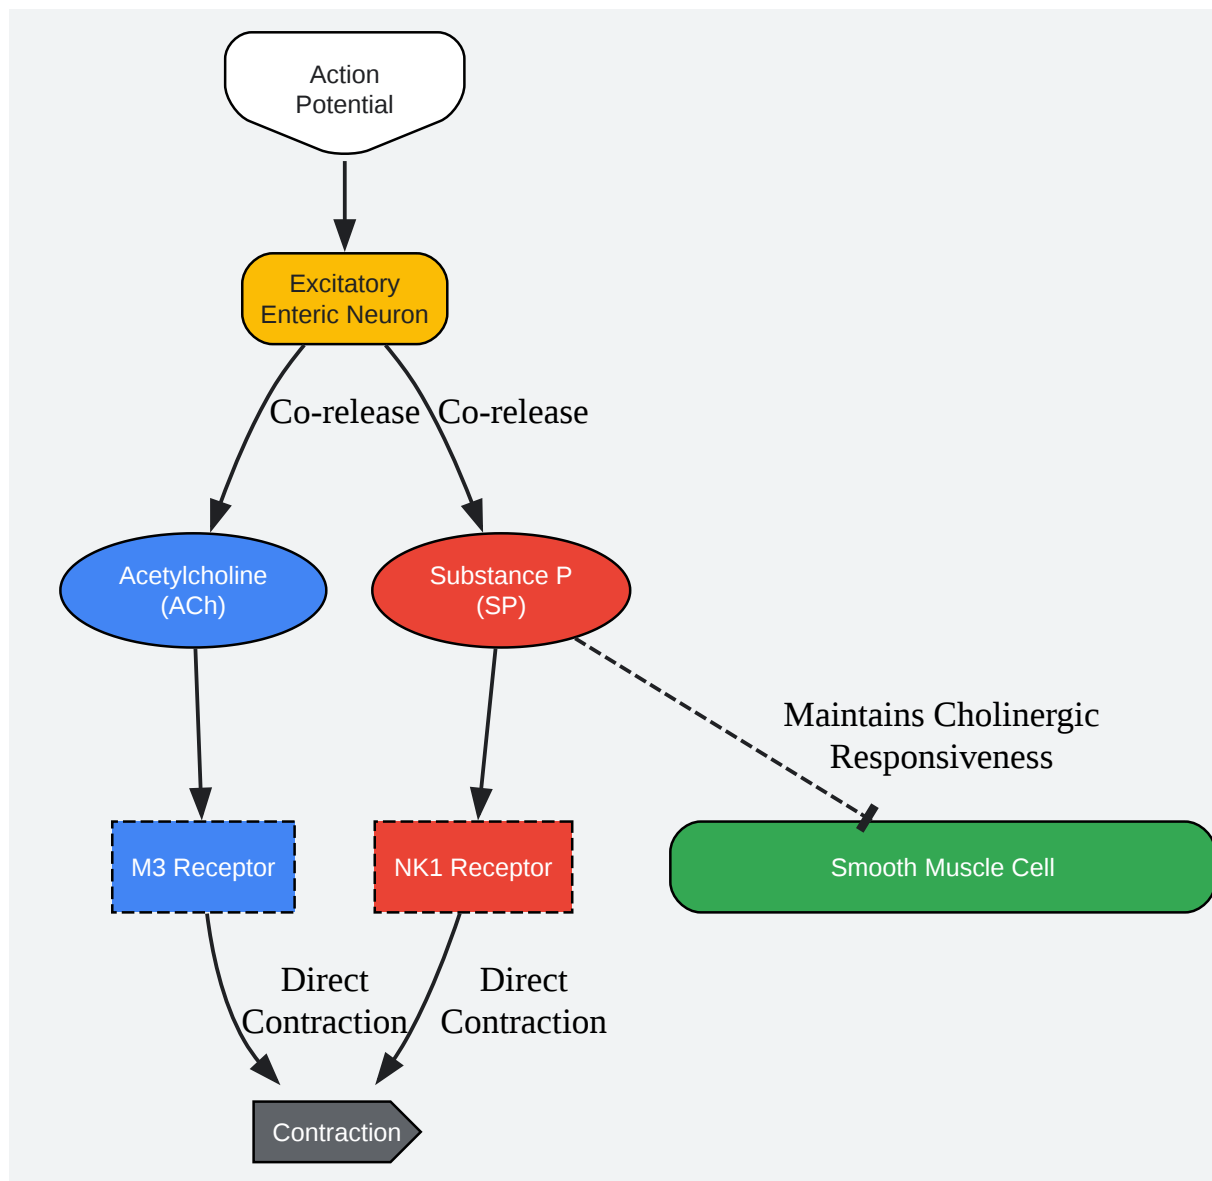 Action
Potential
Excitatory
Enteric Neuron
Co-release
Co-release
Acetylcholine
(ACh)
Substance P
(SP)
Maintains Cholinergic
Responsiveness
M3 Receptor
NK1 Receptor
Smooth Muscle Cell
Direct
Contraction
Direct
Contraction
Contraction